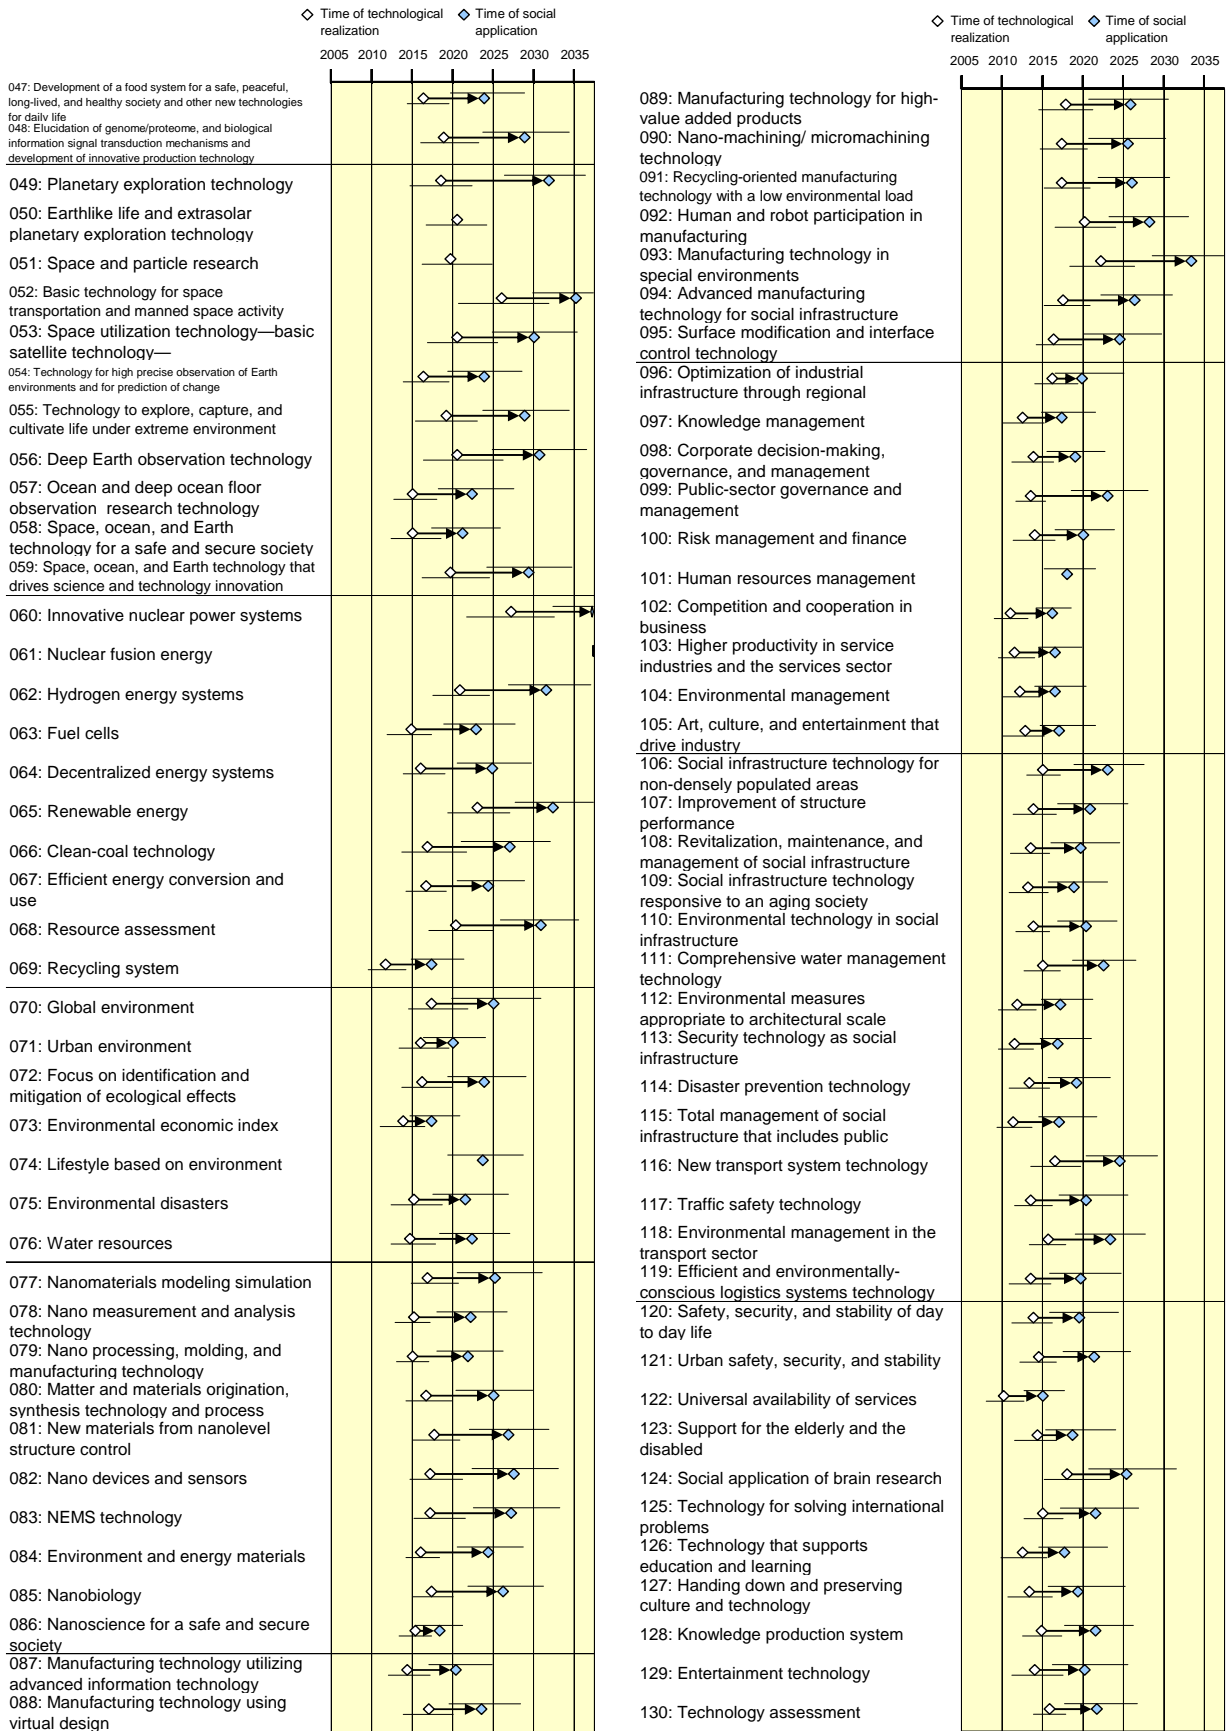 Time of technological realization
Time of social application
2005 2010 2015 2020 2025 2030 2035
047: Development of a food system for a safe, peaceful,
long-lived, and healthy society and other new technologies
for daily life
048: Elucidation of genome/proteome, and biological
information signal transduction mechanisms and
development of innovative production technology
049: Planetary exploration technology
050: Earthlike life and extrasolar
planetary exploration technology
051: Space and particle research
052: Basic technology for space
transportation and manned space activity
053: Space utilization technology—basic
satellite technology—
054: Technology for high precise observation of Earth
environments and for prediction of change
055: Technology to explore, capture, and
cultivate life under extreme environment
056: Deep Earth observation technology
057: Ocean and deep ocean floor
observation research technology
058: Space, ocean, and Earth
technology for a safe and secure society
059: Space, ocean, and Earth technology that
drives science and technology innovation
060: Innovative nuclear power systems
061: Nuclear fusion energy
062: Hydrogen energy systems
063: Fuel cells
064: Decentralized energy systems
065: Renewable energy
066: Clean-coal technology
067: Efficient energy conversion and
use
068: Resource assessment
069: Recycling system
070: Global environment
071: Urban environment
072: Focus on identification and
mitigation of ecological effects
073: Environmental economic index
074: Lifestyle based on environment
075: Environmental disasters
076: Water resources
077: Nanomaterials modeling simulation
078: Nano measurement and analysis
technology
079: Nano processing, molding, and
manufacturing technology
080: Matter and materials origination,
synthesis technology and process
081: New materials from nanolevel
structure control
082: Nano devices and sensors
083: NEMS technology
084: Environment and energy materials
085: Nanobiology
086: Nanoscience for a safe and secure
society
087: Manufacturing technology utilizing
advanced information technology
088: Manufacturing technology using
virtual design
Time of technological realization
Time of social application
2005 2010 2015 2020 2025 2030 2035
089: Manufacturing technology for high-
value added products
090: Nano-machining/ micromachining
technology
091: Recycling-oriented manufacturing
technology with a low environmental load
092: Human and robot participation in
manufacturing
093: Manufacturing technology in
special environments
094: Advanced manufacturing
technology for social infrastructure
095: Surface modification and interface
control technology
096: Optimization of industrial
infrastructure through regional
097: Knowledge management
098: Corporate decision-making,
governance, and management
099: Public-sector governance and
management
100: Risk management and finance
101: Human resources management
102: Competition and cooperation in
business
103: Higher productivity in service
industries and the services sector
104: Environmental management
105: Art, culture, and entertainment that
drive industry
106: Social infrastructure technology for
non-densely populated areas
107: Improvement of structure
performance
108: Revitalization, maintenance, and
management of social infrastructure
109: Social infrastructure technology
responsive to an aging society
110: Environmental technology in social
infrastructure
111: Comprehensive water management
technology
112: Environmental measures
appropriate to architectural scale
113: Security technology as social
infrastructure
114: Disaster prevention technology
115: Total management of social
infrastructure that includes public
116: New transport system technology
117: Traffic safety technology
118: Environmental management in the
transport sector
119: Efficient and environmentally-
conscious logistics systems technology
120: Safety, security, and stability of day
to day life
121: Urban safety, security, and stability
122: Universal availability of services
123: Support for the elderly and the
disabled
124: Social application of brain research
125: Technology for solving international
problems
126: Technology that supports
education and learning
127: Handing down and preserving
culture and technology
128: Knowledge production system
129: Entertainment technology
130: Technology assessment